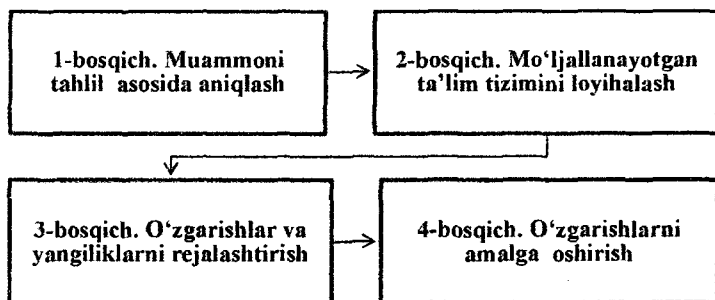 1-bosqich. Muammoni
tahlil asosida aniqlash
2-bosqich. Mo‘ljallanayotgan
ta’lim tizimini loyihalash
3-bosqich. O‘zgarishlar va
yangiliklarni rejalashtirish
4-bosqich. O‘zgarishlarni
amalga oshirish